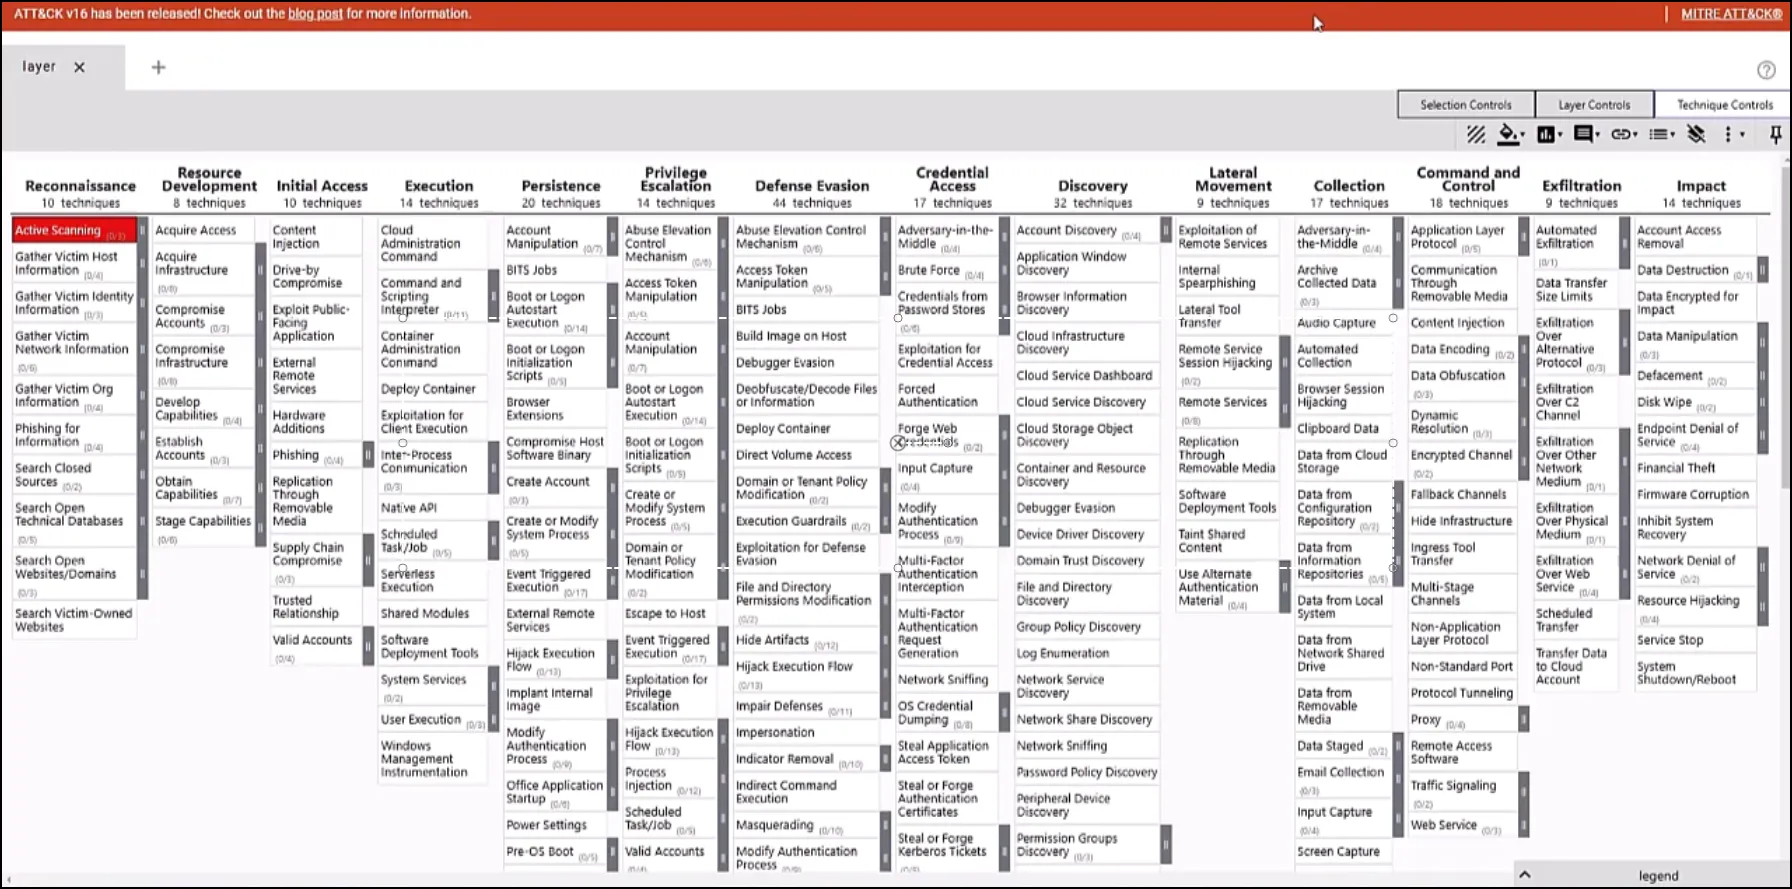 ATT&CK v16 has been released! Check out the blog post for more information.
MITRE ATT&CK®
layer
Selection Controls
Layer Controls
Technique Controls
Reconnaissance
10 techniques
Active Scanning (0/3)
Gather Victim Host
Information (0/4)
Gather Victim Identity
Information (0/3)
Gather Victim
Network Information
(0/6)
Gather Victim Org
Information (0/4)
Phishing for
Information (0/4)
Search Closed
Sources (0/2)
Search Open
Technical Databases
(0/5)
Search Open
Websites/Domains
(0/3)
Search Victim-Owned
Websites
Resource
Development
8 techniques
Acquire Access
Acquire
Infrastructure
(0/8)
Compromise
Accounts (0/3)
Compromise
Infrastructure
(0/8)
Develop
Capabilities (0/4)
Establish
Accounts (0/3)
Obtain
Capabilities (0/7)
Stage Capabilities
(0/6)
Initial Access
10 techniques
Content
Injection
Drive-by
Compromise
Exploit Public-
Facing
Application
External
Remote
Services
Hardware
Additions
Phishing (0/4)
Replication
Through
Removable
Media
Supply Chain
Compromise
(0/3)
Trusted
Relationship
Valid Accounts
(0/4)
Execution
14 techniques
Cloud
Administration
Command
Command and
Scripting
Interpreter (0/11)
Container
Administration
Command
Deploy Container
Exploitation for
Client Execution
Inter-Process
Communication
(0/3)
Native API
Scheduled
Task/Job (0/5)
Serverless
Execution
Shared Modules
Software
Deployment Tools
System Services
(0/2)
User Execution (0/3)
Windows
Management
Instrumentation
Persistence
20 techniques
Account
Manipulation (0/7)
BITS Jobs
Boot or Logon
Autostart
Execution (0/14)
Boot or Logon
Initialization
Scripts (0/5)
Browser
Extensions
Compromise Host
Software Binary
Create Account
(0/3)
Create or Modify
System Process
(0/5)
Event Triggered
Execution (0/17)
External Remote
Services
Hijack Execution
Flow (0/13)
Implant Internal
Image
Modify
Authentication
Process (0/9)
Office Application
Startup (0/6)
Power Settings
Pre-OS Boot (0/5)
Privilege
Escalation
14 techniques
Abuse Elevation
Control
Mechanism (0/6)
Access Token
Manipulation
Account
Manipulation
(0/7)
Boot or Logon
Autostart
Execution (0/14)
Boot or Logon
Initialization
Scripts (0/5)
Create or
Modify System
Process (0/5)
Domain or
Tenant Policy
Modification
(0/2)
Escape to Host
Event Triggered
Execution (0/17)
Exploitation for
Privilege
Escalation
Hijack Execution
Flow (0/13)
Process
Injection (0/12)
Scheduled
Task/Job (0/5)
Valid Accounts
Defense Evasion
44 techniques
Abuse Elevation Control
Mechanism (0/6)
Access Token
Manipulation (0/5)
BITS Jobs
Build Image on Host
Debugger Evasion
Deobfuscate/Decode Files
or Information
Deploy Container
Direct Volume Access
Domain or Tenant Policy
Modification (0/2)
Execution Guardrails (0/2)
Exploitation for Defense
Evasion
File and Directory
Permissions Modification
(0/2)
Hide Artifacts (0/12)
Hijack Execution Flow
(0/13)
Impair Defenses (0/11)
Impersonation
Indicator Removal (0/10)
Indirect Command
Execution
Masquerading (0/10)
Modify Authentication
Process (0/9)
Credential
Access
17 techniques
Adversary-in-the-
Middle (0/4)
Brute Force (0/4)
Credentials from
Password Stores
(0/6)
Exploitation for
Credential Access
Forced
Authentication
Forge Web
(0/2)
Input Capture
(0/4)
Modify
Authentication
Process (0/9)
Multi-Factor
Authentication
Interception
Multi-Factor
Authentication
Request
Generation
Network Sniffing
OS Credential
Dumping (0/8)
Steal Application
Access Token
Steal or Forge
Authentication
Certificates
Steal or Forge
Kerberos Tickets
(0/5)
Discovery
32 techniques
Account Discovery (0/4)
Application Window
Discovery
Browser Information
Discovery
Cloud Infrastructure
Discovery
Cloud Service Dashboard
Cloud Service Discovery
Cloud Storage Object
Discovery
Container and Resource
Discovery
Debugger Evasion
Device Driver Discovery
Domain Trust Discovery
File and Directory
Discovery
Group Policy Discovery
Log Enumeration
Network Service
Discovery
Network Share Discovery
Network Sniffing
Password Policy Discovery
Peripheral Device
Discovery
Permission Groups
Discovery (0/3)
Lateral
Movement
9 techniques
Exploitation of
Remote Services
Internal
Spearphishing
Lateral Tool
Transfer
Remote Service
Session Hijacking
(0/2)
Remote Services
(0/8)
Replication
Through
Removable Media
Software
Deployment Tools
Taint Shared
Content
Use Alternate
Authentication
Material (0/4)
Collection
17 techniques
Adversary-in-
the-Middle (0/4)
Archive
Collected Data
(0/3)
Audio Capture
Automated
Collection
Browser Session
Hijacking
Clipboard Data
Data from Cloud
Storage
Data from
Configuration
Repository (0/2)
Data from
Information
Repositories (0/5)
Data from Local
System
Data from
Network Shared
Drive
Data from
Removable
Media
Data Staged (0/2)
Email Collection
(0/3)
Input Capture
(0/4)
Screen Capture
Command and
Control
18 techniques
Application Layer
Protocol (0/5)
Communication
Through
Removable Media
Content Injection
Data Encoding (0/2)
Data Obfuscation
(0/3)
Dynamic
Resolution (0/3)
Encrypted Channel
(0/2)
Fallback Channels
Hide Infrastructure
Ingress Tool
Transfer
Multi-Stage
Channels
Non-Application
Layer Protocol
Non-Standard Port
Protocol Tunneling
Proxy (0/4)
Remote Access
Software
Traffic Signaling
(0/2)
Web Service (0/3)
Exfiltration
9 techniques
Automated
Exfiltration
(0/1)
Data Transfer
Size Limits
Exfiltration
Over
Alternative
Protocol (0/3)
Exfiltration
Over C2
Channel
Exfiltration
Over Other
Network
Medium (0/1)
Exfiltration
Over Physical
Medium (0/1)
Exfiltration
Over Web
Service (0/4)
Scheduled
Transfer
Transfer Data
to Cloud
Account
Impact
14 techniques
Account Access
Removal
Data Destruction (0/1)
Data Encrypted for
Impact
Data Manipulation
(0/3)
Defacement (0/2)
Disk Wipe (0/2)
Endpoint Denial of
Service (0/4)
Financial Theft
Firmware Corruption
Inhibit System
Recovery
Network Denial of
Service (0/2)
Resource Hijacking
(0/4)
Service Stop
System
Shutdown/Reboot
legend